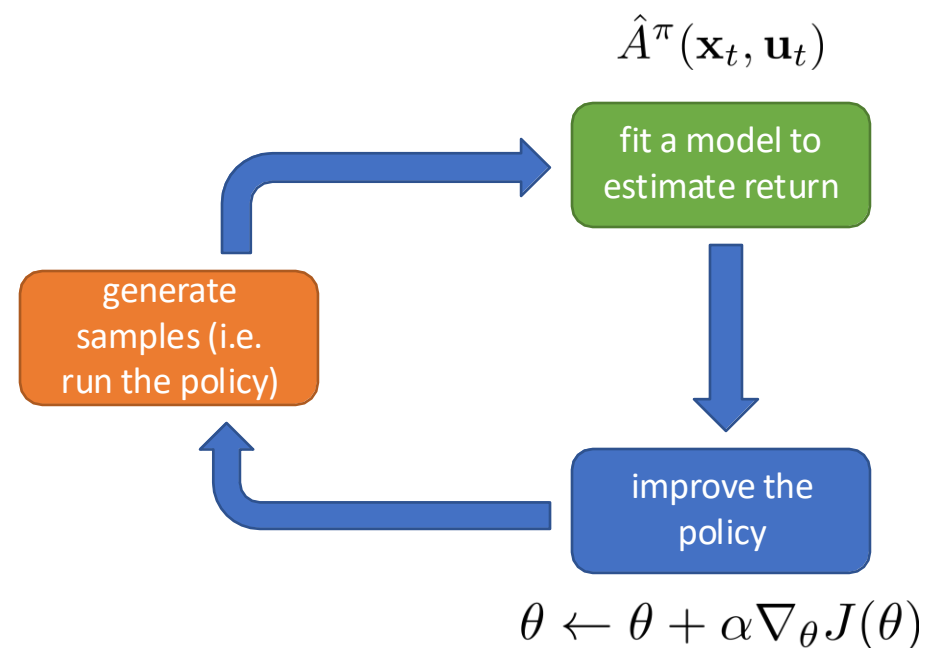 Â^π(𝐱_t, 𝐮_t)
fit a model to
estimate return
generate
samples (i.e.
run the policy)
improve the
policy
θ ← θ + α∇_θ J(θ)